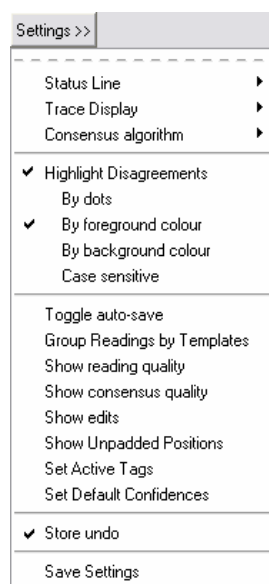 Settings >>
Status Line
Trace Display
Consensus algorithm
Highlight Disagreements
By dots
By foreground colour
By background colour
Case sensitive
Toggle auto-save
Group Readings by Templates
Show reading quality
Show consensus quality
Show edits
Show Unpadded Positions
Set Active Tags
Set Default Confidences
Store undo
Save Settings